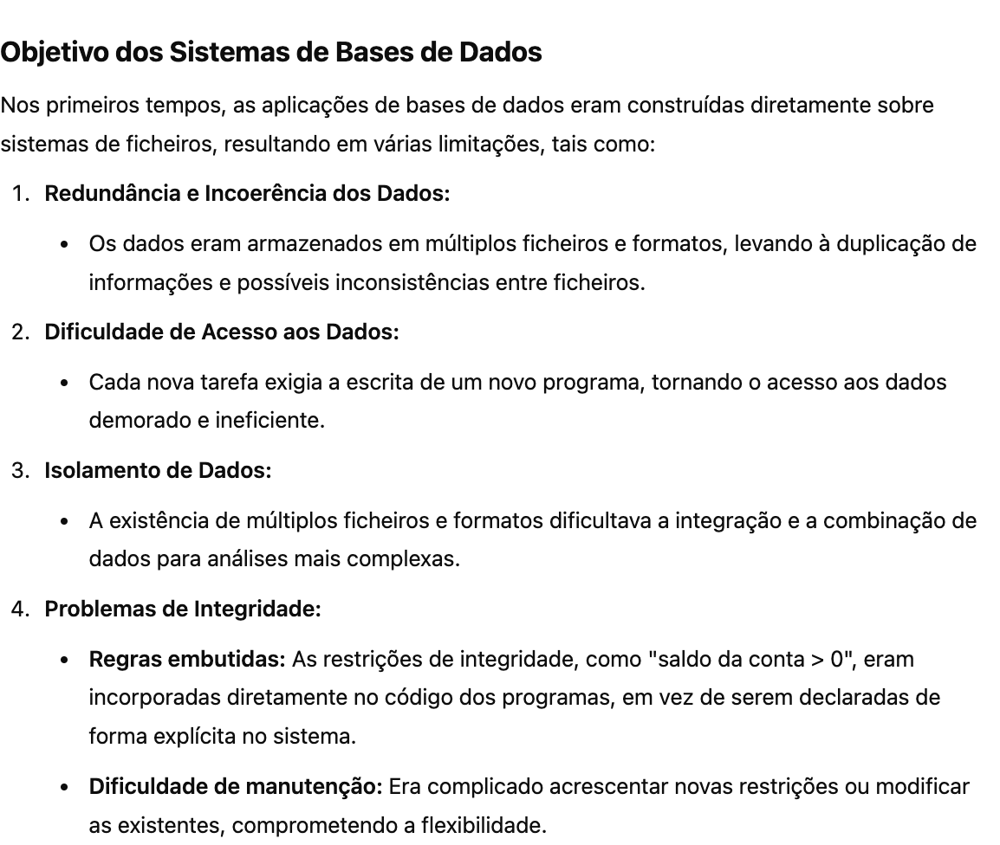 Objetivo dos Sistemas de Bases de Dados
Nos primeiros tempos, as aplicações de bases de dados eram construídas diretamente sobre
sistemas de ficheiros, resultando em várias limitações, tais como:
1. Redundância e Incoerência dos Dados:
• Os dados eram armazenados em múltiplos ficheiros e formatos, levando à duplicação de
informações e possíveis inconsistências entre ficheiros.
2. Dificuldade de Acesso aos Dados:
• Cada nova tarefa exigia a escrita de um novo programa, tornando o acesso aos dados
demorado e ineficiente.
3. Isolamento de Dados:
• A existência de múltiplos ficheiros e formatos dificultava a integração e a combinação de
dados para análises mais complexas.
4. Problemas de Integridade:
• Regras embutidas: As restrições de integridade, como "saldo da conta > 0", eram
incorporadas diretamente no código dos programas, em vez de serem declaradas de
forma explícita no sistema.
• Dificuldade de manutenção: Era complicado acrescentar novas restrições ou modificar
as existentes, comprometendo a flexibilidade.